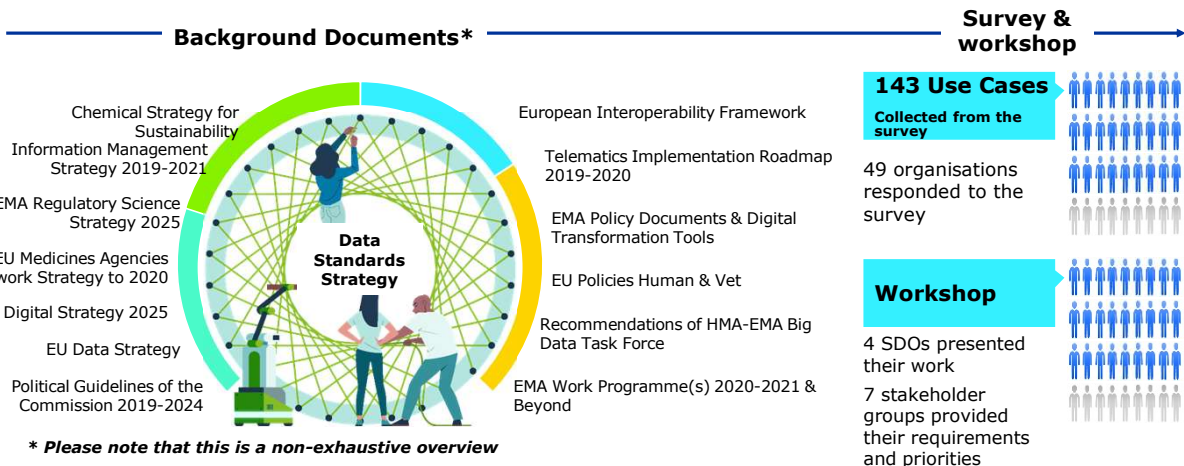 Background Documents*
Survey &
workshop
Chemical Strategy for
Sustainability
Information Management
Strategy 2019-2021
EMA Regulatory Science
Strategy 2025
EU Medicines Agencies
work Strategy to 2020
Digital Strategy 2025
EU Data Strategy
Political Guidelines of the
Commission 2019-2024
Data
Standards
Strategy
European Interoperability Framework
Telematics Implementation Roadmap
2019-2020
EMA Policy Documents & Digital
Transformation Tools
EU Policies Human & Vet
Recommendations of HMA-EMA Big
Data Task Force
EMA Work Programme(s) 2020-2021 &
Beyond
* Please note that this is a non-exhaustive overview
143 Use Cases
Collected from the
survey
49 organisations
responded to the
survey
Workshop
4 SDOs presented
their work
7 stakeholder
groups provided
their requirements
and priorities